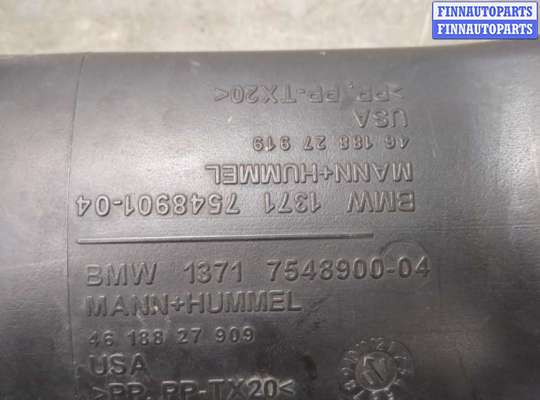 FINNAUTOPARTS
FINNAUTOPARTS
>PP, PP-TX20<
USA
46 188 27 919
MANN+HUMMEL
BMW 1371 7548901-04
BMW 1371 7548900-04
MANN+HUMMEL
46 188 27 909
USA
>PP, PP-TX20<